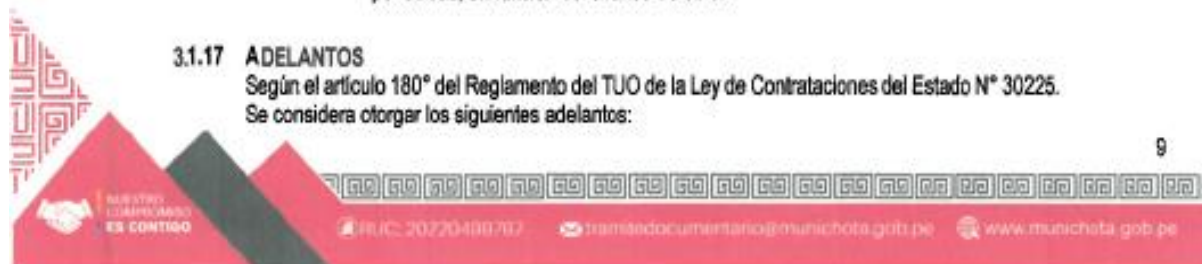 3.1.17 ADELANTOS
Según el artículo 180° del Reglamento del TUO de la Ley de Contrataciones del Estado N° 30225.
Se considera otorgar los siguientes adelantos:
9
NUESTRO
COMPROMISO
ES CONTIGO
RUC: 20220499797 tramitedocumentario@munichota.gob.pe www.munichota.gob.pe